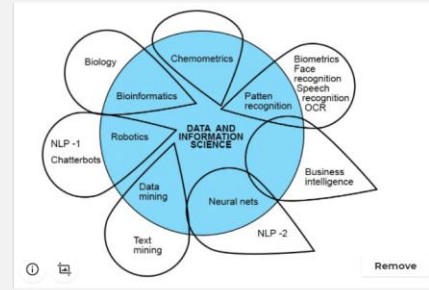 Chemometrics
Biology
Biometrics
Face
recognition
Speech
recognition
OCR
Bioinformatics
Patten
recognition
NLP -1
Chatterbots
Robotics
DATA AND
INFORMATION
SCIENCE
Business
intelligence
Data
mining
Neural nets
Text
mining
NLP -2
Remove